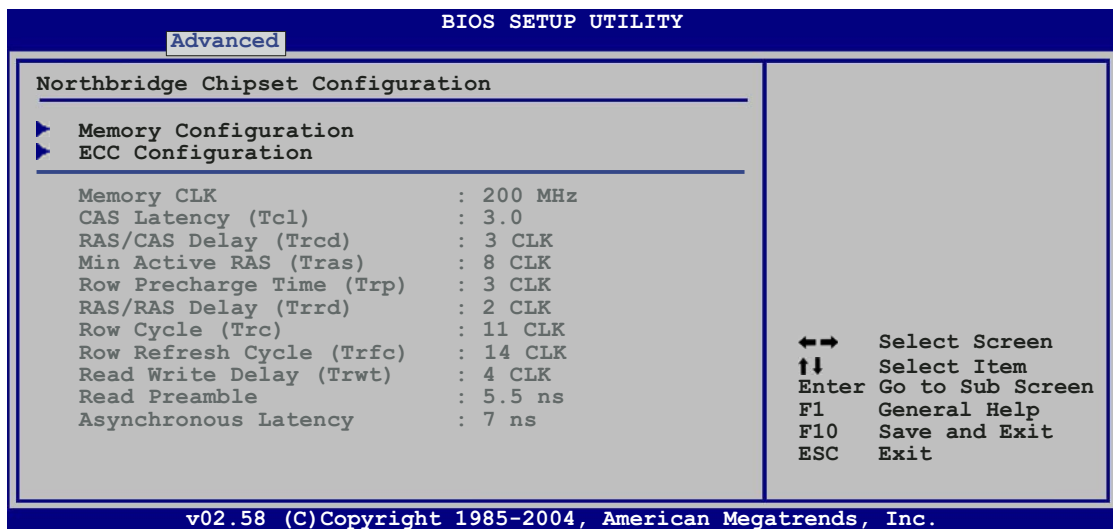 BIOS SETUP UTILITY
Advanced
Northbridge Chipset Configuration
Memory Configuration
ECC Configuration
Memory CLK : 200 MHz
CAS Latency (Tcl) : 3.0
RAS/CAS Delay (Trcd) : 3 CLK
Min Active RAS (Tras) : 8 CLK
Row Precharge Time (Trp) : 3 CLK
RAS/RAS Delay (Trrd) : 2 CLK
Row Cycle (Trc) : 11 CLK
Row Refresh Cycle (Trfc) : 14 CLK
Read Write Delay (Trwt) : 4 CLK
Read Preamble : 5.5 ns
Asynchronous Latency : 7 ns
←→ Select Screen
↑↓ Select Item
Enter Go to Sub Screen
F1 General Help
F10 Save and Exit
ESC Exit
v02.58 (C)Copyright 1985-2004, American Megatrends, Inc.